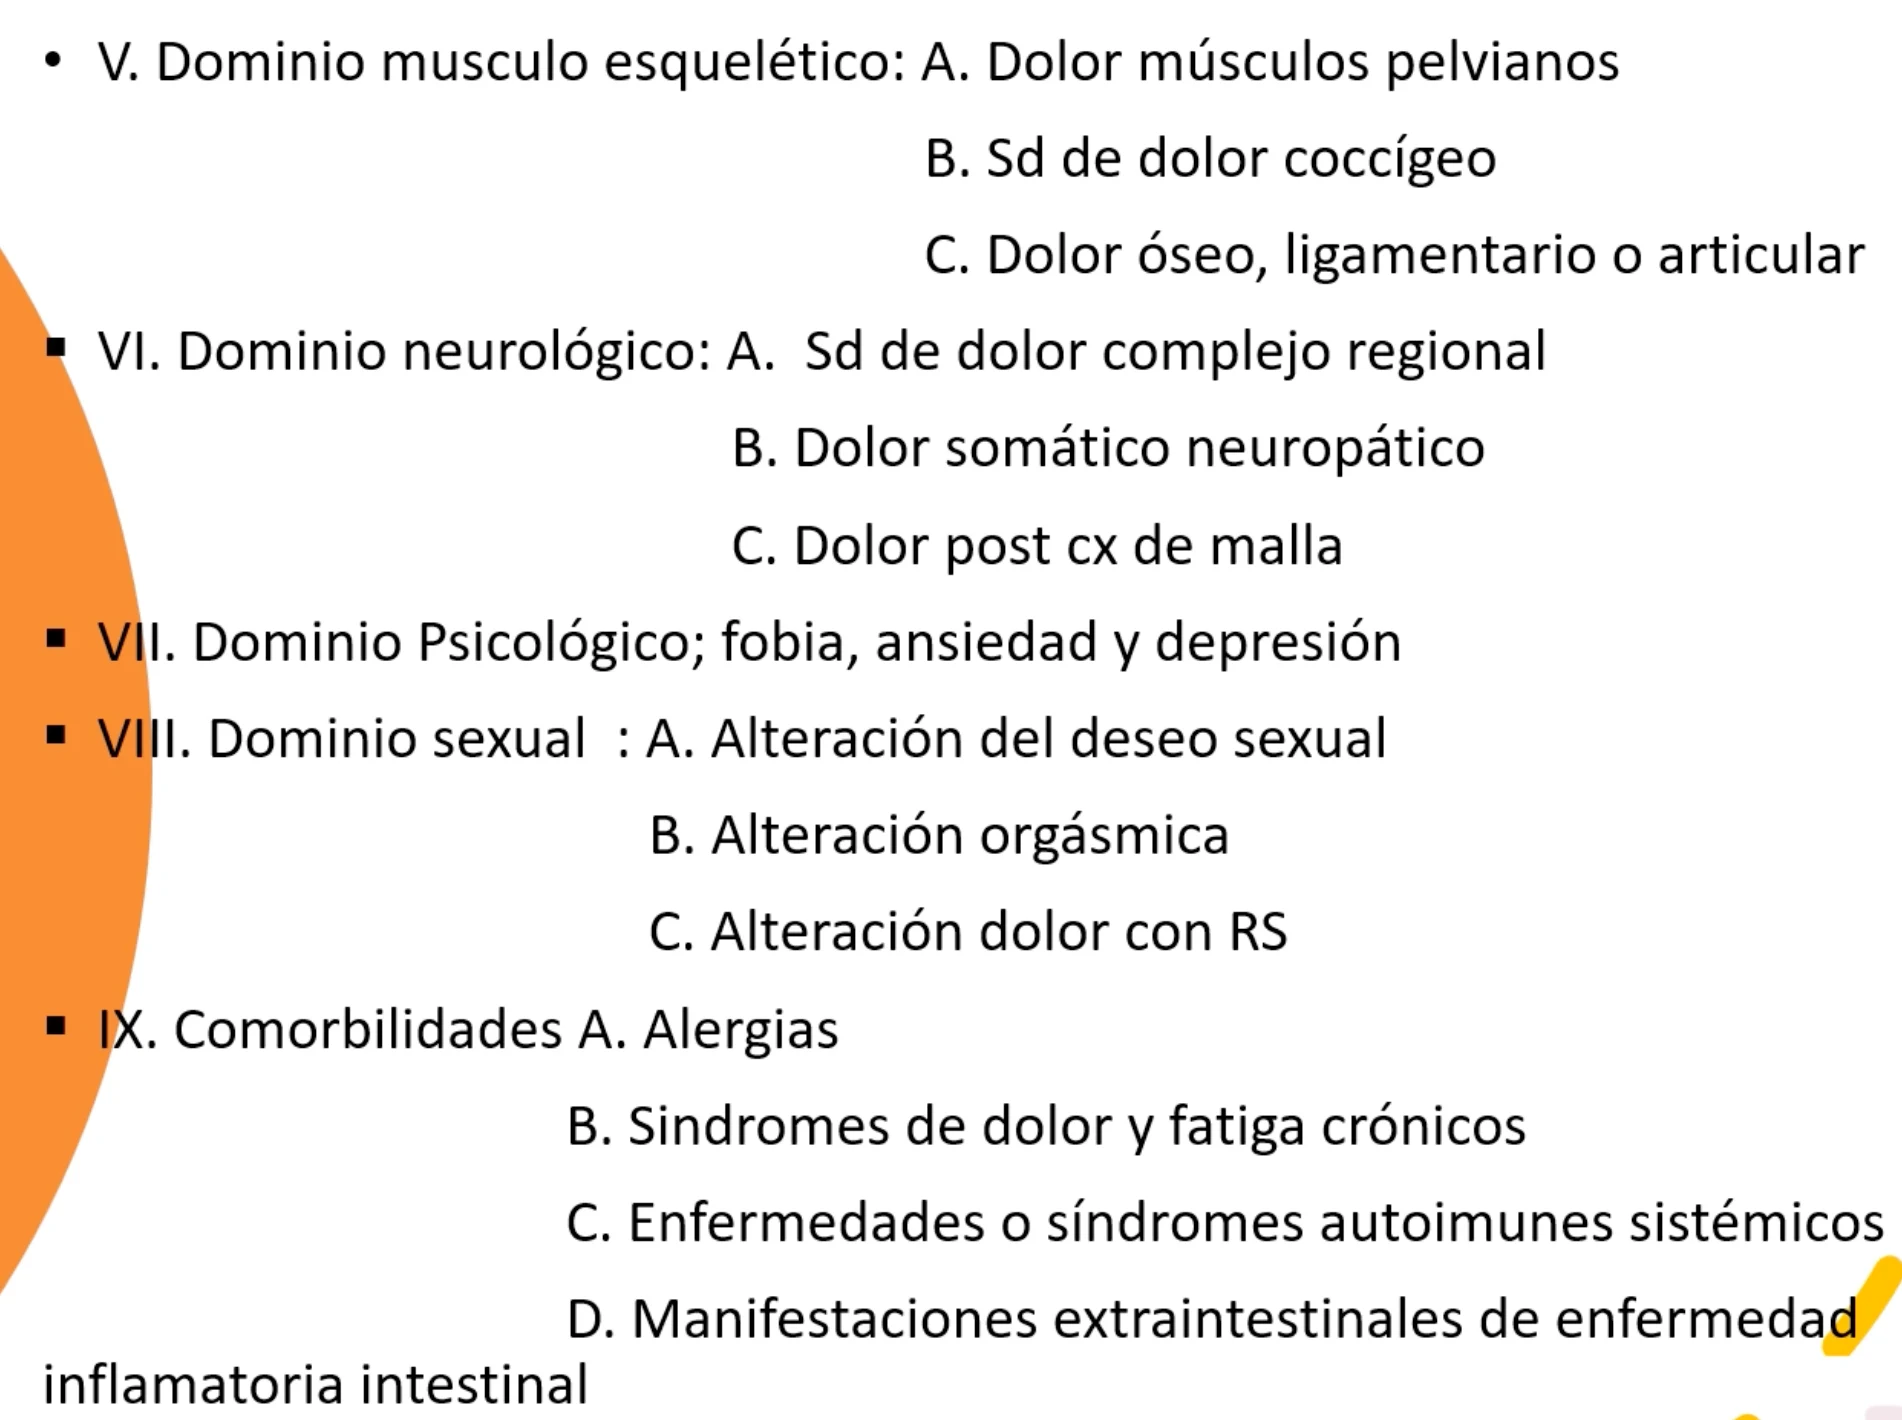 • V. Dominio musculo esquelético: A. Dolor músculos pelvianos
B. Sd de dolor coccígeo
C. Dolor óseo, ligamentario o articular
▪ VI. Dominio neurológico: A.  Sd de dolor complejo regional
B. Dolor somático neuropático
C. Dolor post cx de malla
▪ VII. Dominio Psicológico; fobia, ansiedad y depresión
▪ VIII. Dominio sexual  : A. Alteración del deseo sexual
B. Alteración orgásmica
C. Alteración dolor con RS
▪ IX. Comorbilidades A. Alergias
B. Sindromes de dolor y fatiga crónicos
C. Enfermedades o síndromes autoimunes sistémicos
D. Manifestaciones extraintestinales de enfermedad
inflamatoria intestinal